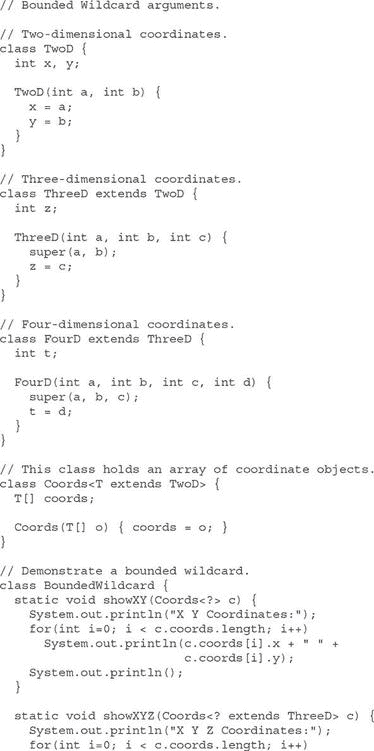 // Bounded Wildcard arguments.

// Two-dimensional coordinates.
class TwoD {
  int x, y;

  TwoD(int a, int b) {
    x = a;
    y = b;
  }
}

// Three-dimensional coordinates.
class ThreeD extends TwoD {
  int z;

  ThreeD(int a, int b, int c) {
    super(a, b);
    z = c;
  }
}

// Four-dimensional coordinates.
class FourD extends ThreeD {
  int t;

  FourD(int a, int b, int c, int d) {
    super(a, b, c);
    t = d;
  }
}

// This class holds an array of coordinate objects.
class Coords<T extends TwoD> {
  T[] coords;

  Coords(T[] o) { coords = o; }
}

// Demonstrate a bounded wildcard.
class BoundedWildcard {
  static void showXY(Coords<?> c) {
    System.out.println("X Y Coordinates:");
    for(int i=0; i < c.coords.length; i++)
      System.out.println(c.coords[i].x + " " +
                         c.coords[i].y);
    System.out.println();
  }

  static void showXYZ(Coords<? extends ThreeD> c) {
    System.out.println("X Y Z Coordinates:");
    for(int i=0; i < c.coords.length; i++)